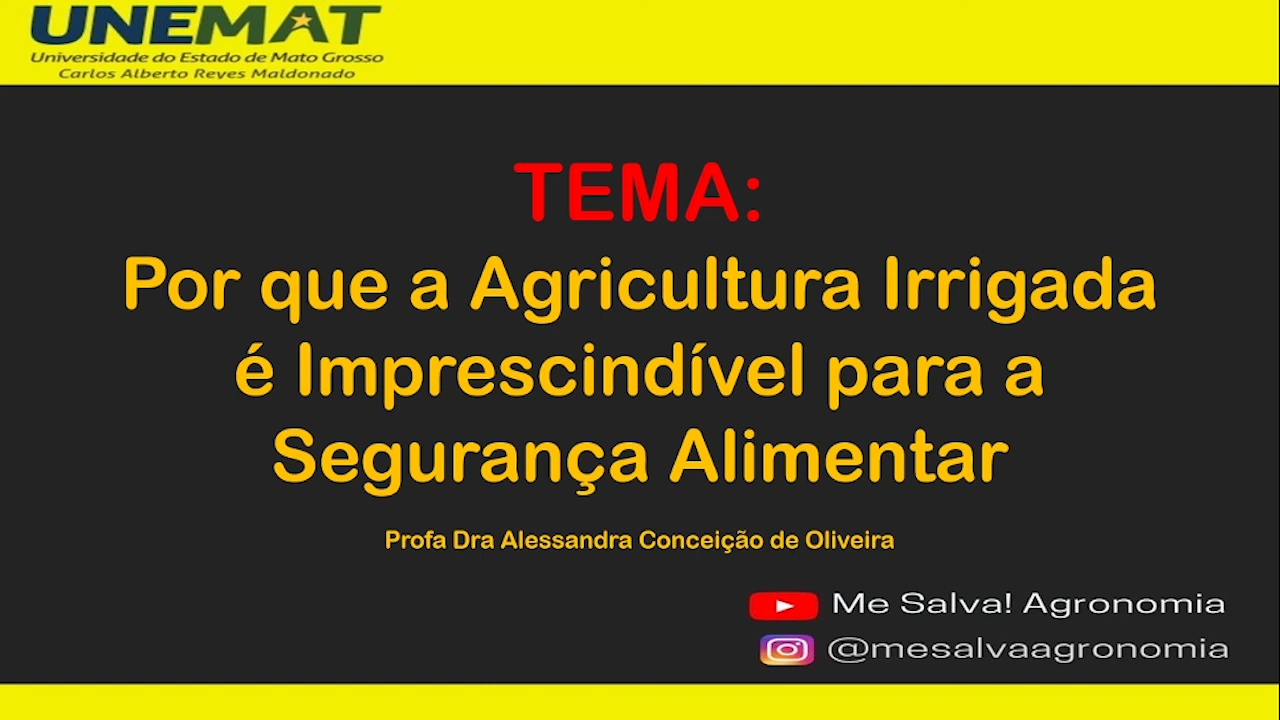 UNEMAT
Universidade do Estado de Mato Grosso
Carlos Alberto Reyes Maldonado
TEMA:
Por que a Agricultura Irrigada
é Imprescindível para a
Segurança Alimentar
Profa Dra Alessandra Conceição de Oliveira
Me Salva! Agronomia
@mesalvaagronomia